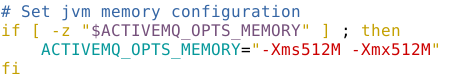 # Set jvm memory configuration
if [ -z "$ACTIVEMQ_OPTS_MEMORY" ] ; then
    ACTIVEMQ_OPTS_MEMORY="-Xms512M -Xmx512M"
fi